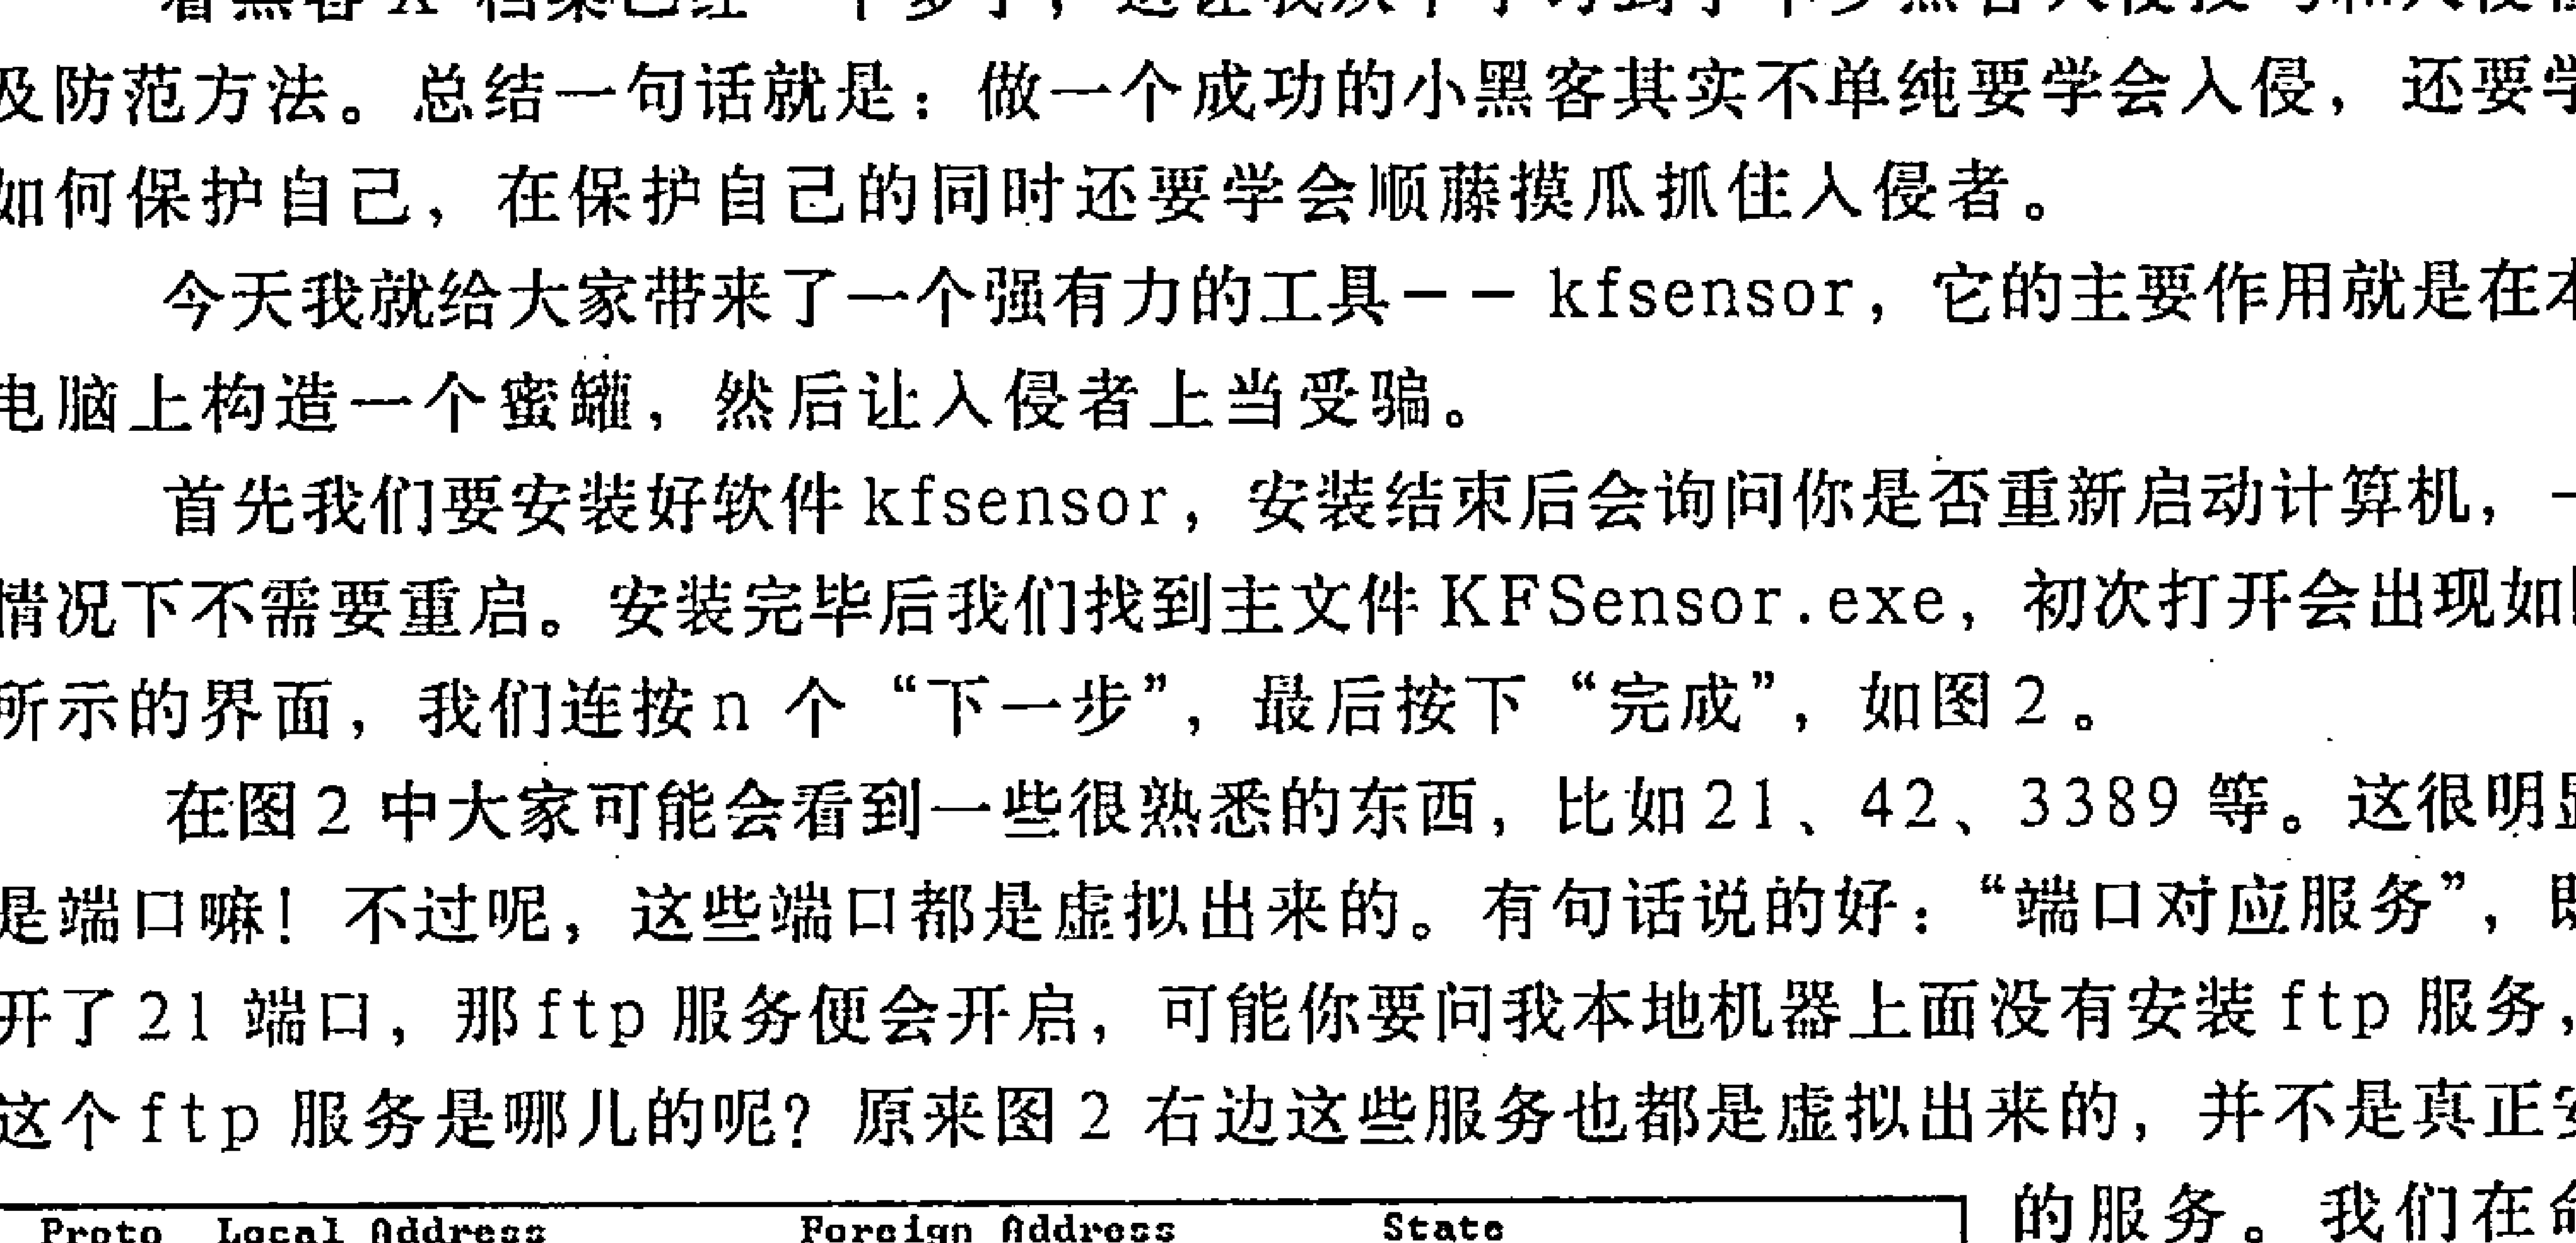 及防范方法。总结一句话就是：做一个成功的小黑客其实不单纯要学会入侵，还要学
如何保护自己，在保护自己的同时还要学会顺藤摸瓜抓住入侵者。
今天我就给大家带来了一个强有力的工具－－kfsensor，它的主要作用就是在本
电脑上构造一个蜜罐，然后让入侵者上当受骗。
首先我们要安装好软件kfsensor，安装结束后会询问你是否重新启动计算机，一
情况下不需要重启。安装完毕后我们找到主文件KFSensor.exe，初次打开会出现如
所示的界面，我们连按n个“下一步”，最后按下“完成”，如图2。
在图2中大家可能会看到一些很熟悉的东西，比如21、42、3389等。这很明显
是端口嘛！不过呢，这些端口都是虚拟出来的。有句话说的好：“端口对应服务”，既
开了21端口，那ftp服务便会开启，可能你要问我本地机器上面没有安装ftp服务，
这个ftp服务是哪儿的呢？原来图2右边这些服务也都是虚拟出来的，并不是真正安
的服务。我们在命
Proto Local Address Foreign Address State